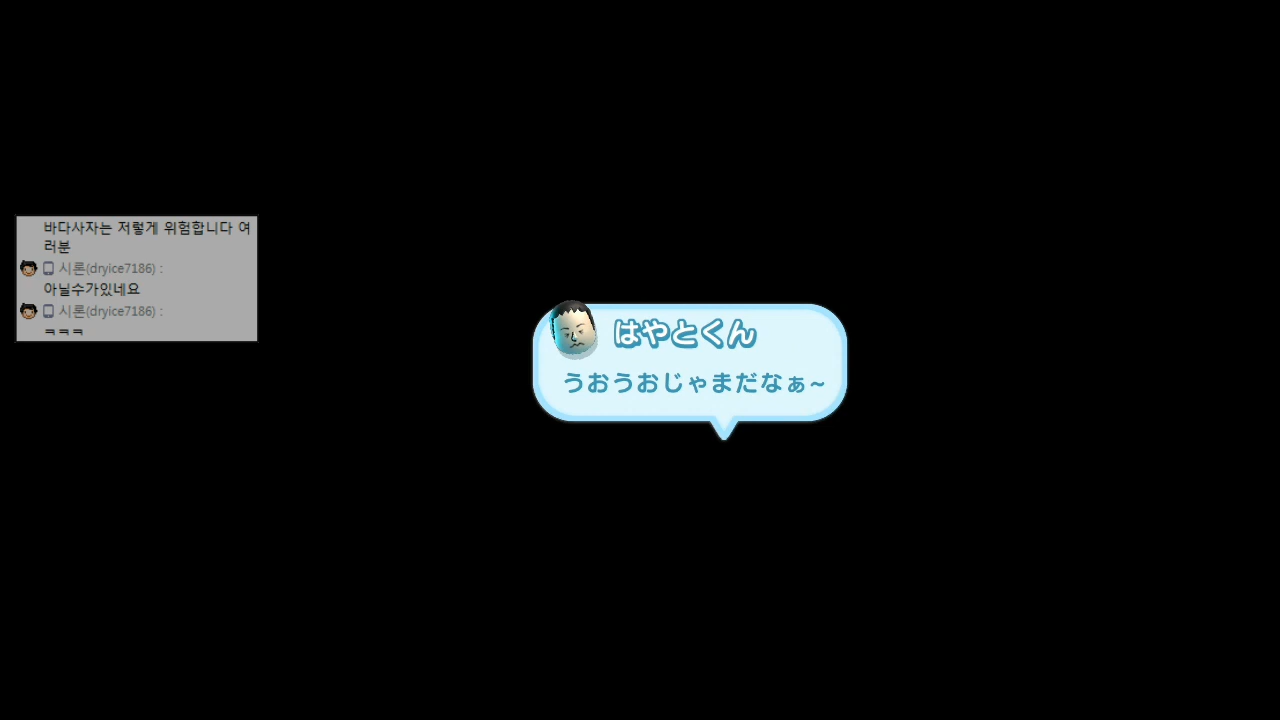 바다사자는 저렇게 위험합니다 여
러분
시론(dryice7186) :
아닐수가있네요
시론(dryice7186) :
ㅋㅋㅋ
はやとくん
うおうおじゃまだなぁ~